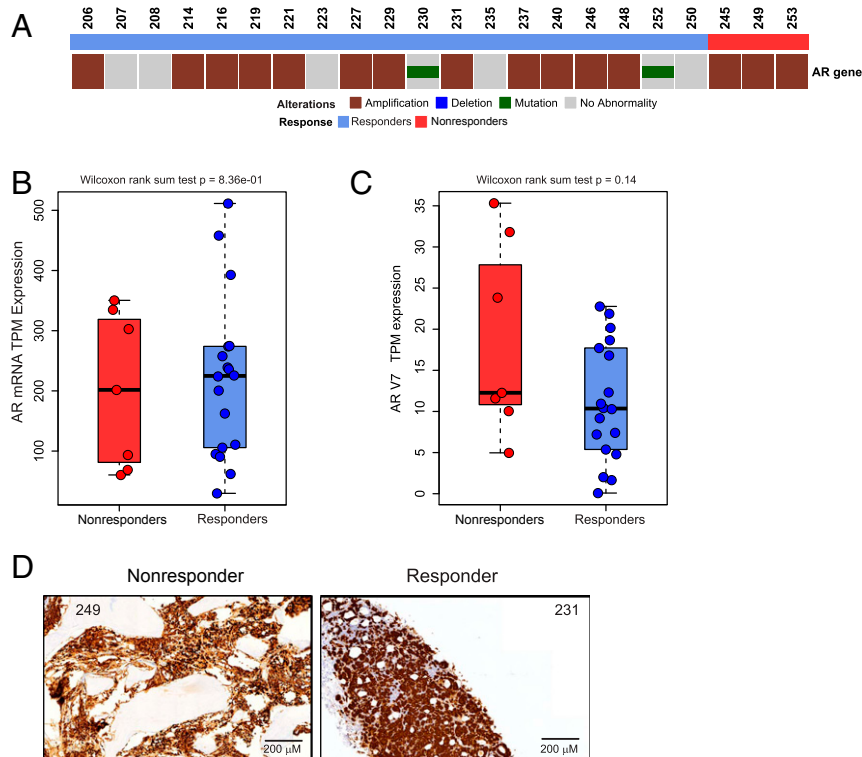 A
206 207 208 214 216 219 221 223 227 229 230 231 235 237 240 246 248 252 250 245 249 253
AR gene
Alterations Amplification Deletion Mutation No Abnormality
Response Responders Nonresponders
B
Wilcoxon rank sum test p = 8.36e-01
AR mRNA TPM Expression
500
400
300
200
100
Nonresponders Responders
C
Wilcoxon rank sum test p = 0.14
AR V7 TPM expression
35
30
25
20
15
10
5
0
Nonresponders Responders
D
Nonresponder
249
200 µM
Responder
231
200 µM